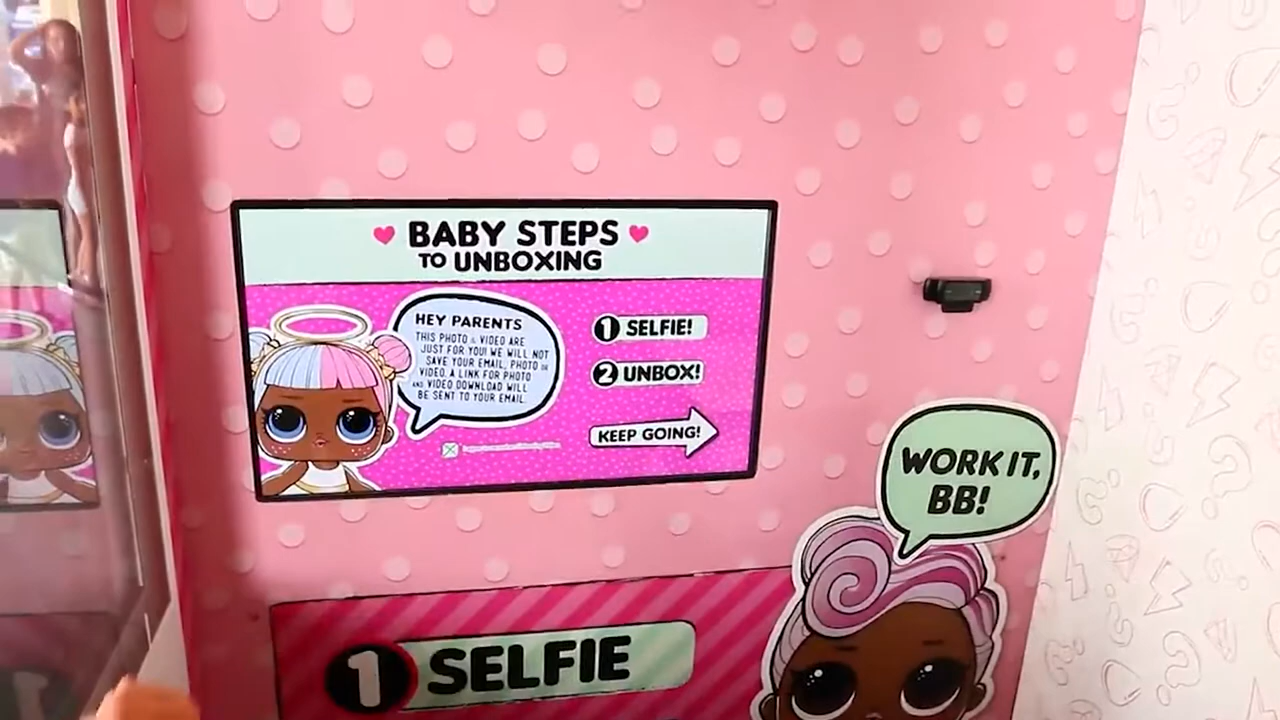 BABY STEPS
TO UNBOXING
HEY PARENTS
THIS PHOTO & VIDEO ARE
JUST FOR YOU! WE WILL NOT
SAVE YOUR EMAIL, PHOTO OR
VIDEO. A LINK FOR PHOTO
AND VIDEO DOWNLOAD WILL
BE SENT TO YOUR EMAIL.
1 SELFIE!
2 UNBOX!
KEEP GOING!
WORK IT,
BB!
1 SELFIE